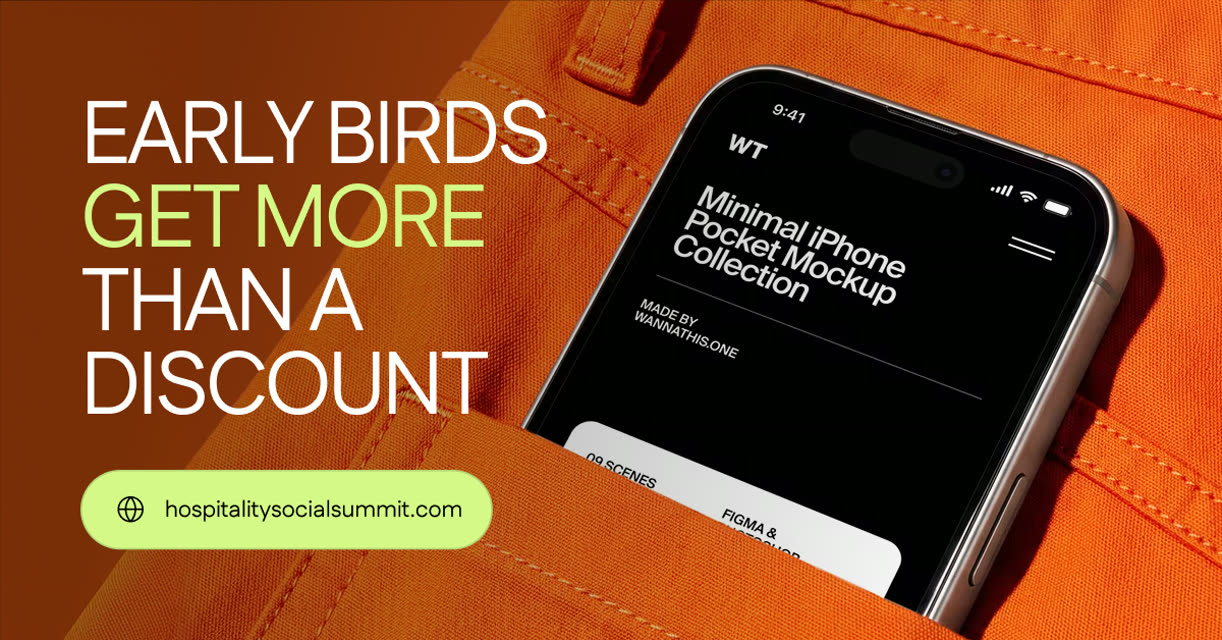 EARLY BIRDS
GET MORE
THAN A
DISCOUNT
hospitalitysocialsummit.com
9:41
WT
Minimal iPhone
Pocket Mockup
Collection
MADE BY
WANNATHIS.ONE
09 SCENES
FIGMA &